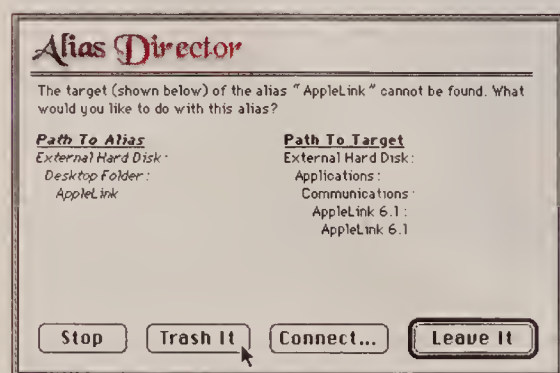 Alias Director
The target (shown below) of the alias "AppleLink" cannot be found. What
would you like to do with this alias?
Path To Alias
External Hard Disk:
Desktop Folder:
AppleLink
Path To Target
External Hard Disk:
Applications:
Communications:
AppleLink 6.1:
AppleLink 6.1
Stop
Trash It
Connect...
Leave It